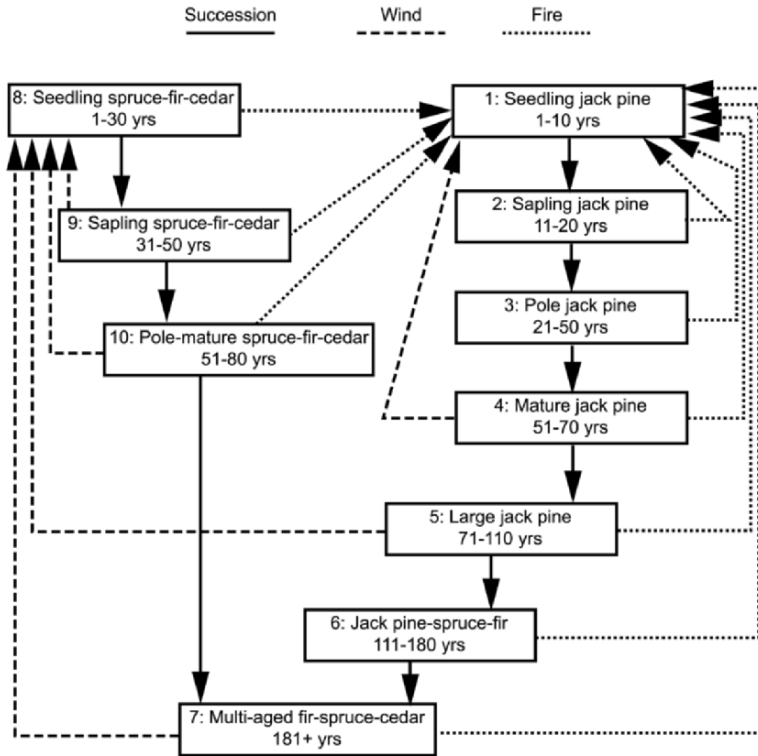 Succession Wind Fire
8: Seedling spruce-fir-cedar
1-30 yrs
1: Seedling jack pine
1-10 yrs
9: Sapling spruce-fir-cedar
31-50 yrs
2: Sapling jack pine
11-20 yrs
10: Pole-mature spruce-fir-cedar
51-80 yrs
3: Pole jack pine
21-50 yrs
4: Mature jack pine
51-70 yrs
5: Large jack pine
71-110 yrs
6: Jack pine-spruce-fir
111-180 yrs
7: Multi-aged fir-spruce-cedar
181+ yrs